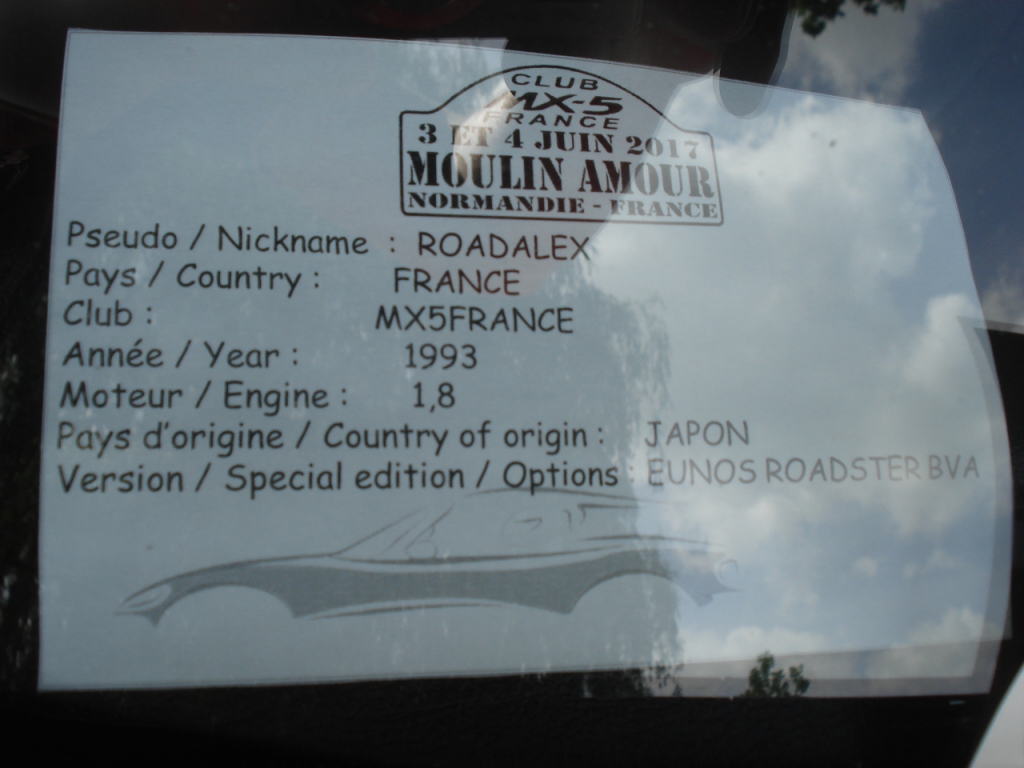 CLUB
MX-5
FRANCE
3 ET 4 JUIN 2017
MOULIN AMOUR
NORMANDIE - FRANCE
Pseudo / Nickname : ROADALEX
Pays / Country : FRANCE
Club : MX5FRANCE
Année / Year : 1993
Moteur / Engine : 1,8
Pays d'origine / Country of origin : JAPON
Version / Special edition / Options : EUNOS ROADSTER BVA